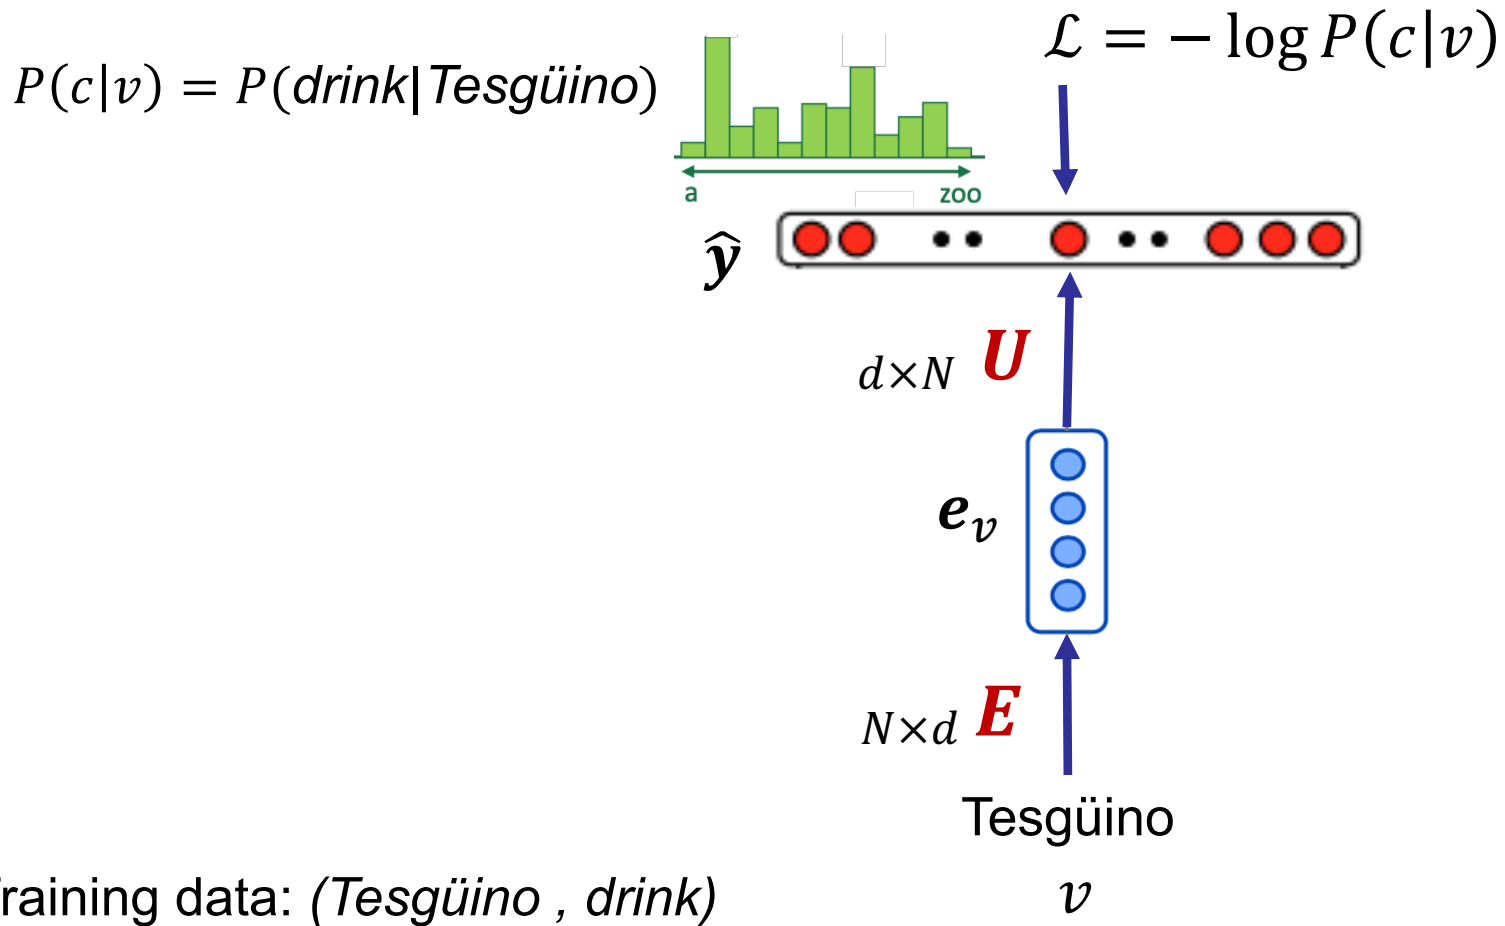 ℒ = − log P(c|v)
P(c|v) = P(drink|Tesgüino)
a zoo
ŷ
d×N U
e_v
N×d E
Tesgüino
raining data: (Tesgüino , drink)
v